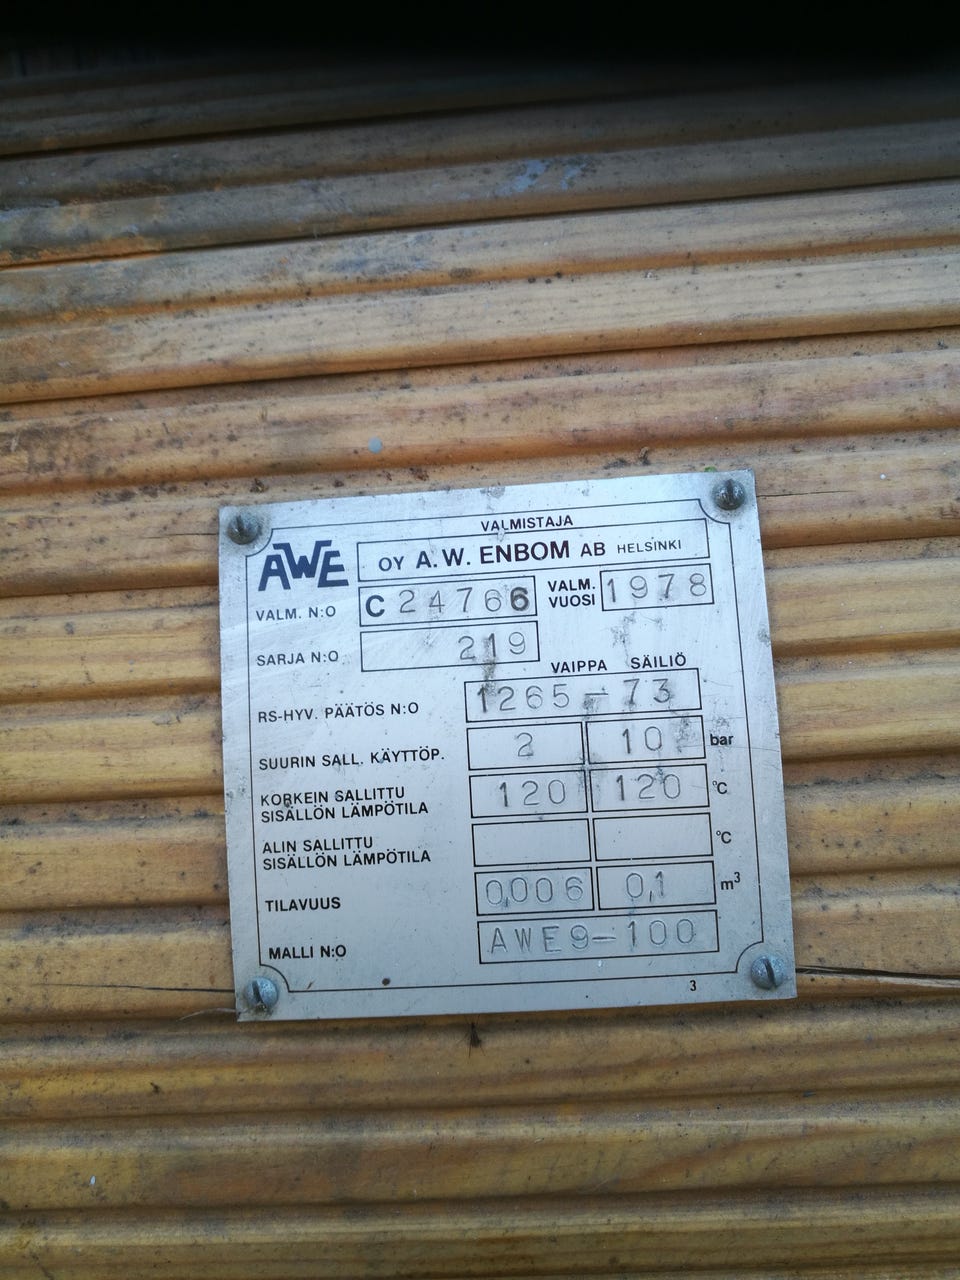 VALMISTAJA
AWE OY A.W. ENBOM AB HELSINKI
VALM. N:O C 24766 VALM. VUOSI 1978
SARJA N:O 219
VAIPPA SÄILIÖ
RS-HYV. PÄÄTÖS N:O 1265-73
SUURIN SALL. KÄYTTÖP. 2 10 bar
KORKEIN SALLITTU
SISÄLLÖN LÄMPÖTILA 120 120 °C
ALIN SALLITTU
SISÄLLÖN LÄMPÖTILA °C
TILAVUUS 0,006 0,1 m³
MALLI N:O AWE9-100
3